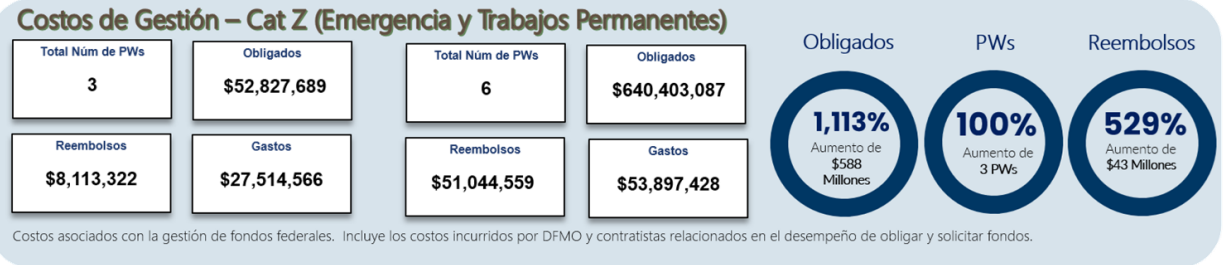 Costos de Gestión – Cat Z (Emergencia y Trabajos Permanentes)
Total Núm de PWs
3
Obligados
$52,827,689
Reembolsos
$8,113,322
Gastos
$27,514,566
Total Núm de PWs
6
Obligados
$640,403,087
Reembolsos
$51,044,559
Gastos
$53,897,428
Obligados
1,113%
Aumento de
$588
Millones
PWs
100%
Aumento de
3 PWs
Reembolsos
529%
Aumento de
$43 Millones
Costos asociados con la gestión de fondos federales. Incluye los costos incurridos por DFMO y contratistas relacionados en el desempeño de obligar y solicitar fondos.